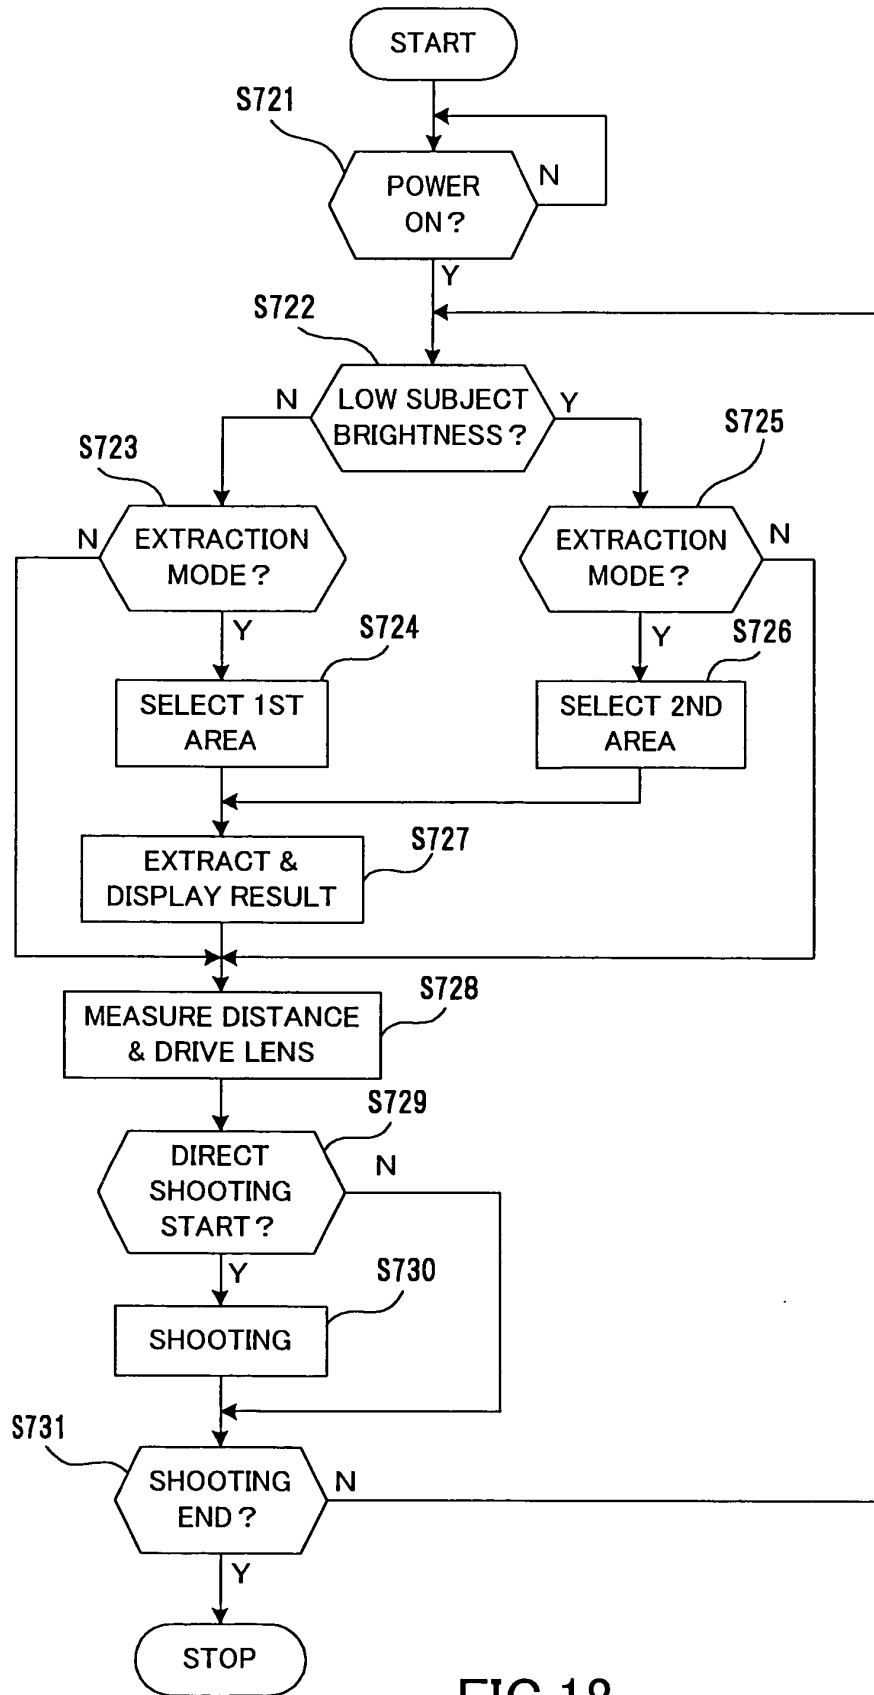 START
S721
POWER
ON?
N
Y
S722
LOW SUBJECT
BRIGHTNESS?
N
Y
S723
EXTRACTION
MODE?
N
Y
S725
EXTRACTION
MODE?
N
Y
S724
SELECT 1ST
AREA
S726
SELECT 2ND
AREA
S727
EXTRACT &
DISPLAY RESULT
S728
MEASURE DISTANCE
& DRIVE LENS
S729
DIRECT
SHOOTING
START?
N
Y
S730
SHOOTING
S731
SHOOTING
END?
N
Y
STOP
FIG.18